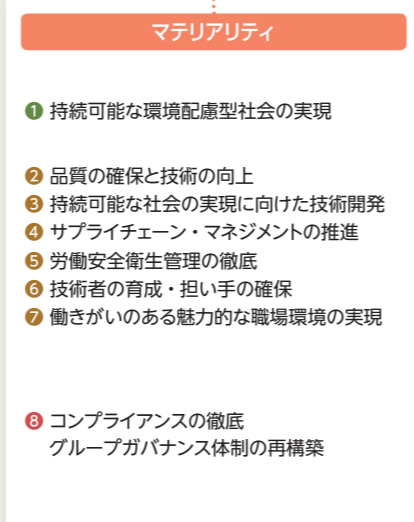 マテリアリティ
❶ 持続可能な環境配慮型社会の実現
❷ 品質の確保と技術の向上
❸ 持続可能な社会の実現に向けた技術開発
❹ サプライチェーン・マネジメントの推進
❺ 労働安全衛生管理の徹底
❻ 技術者の育成・担い手の確保
❼ 働きがいのある魅力的な職場環境の実現
❽ コンプライアンスの徹底
グループガバナンス体制の再構築